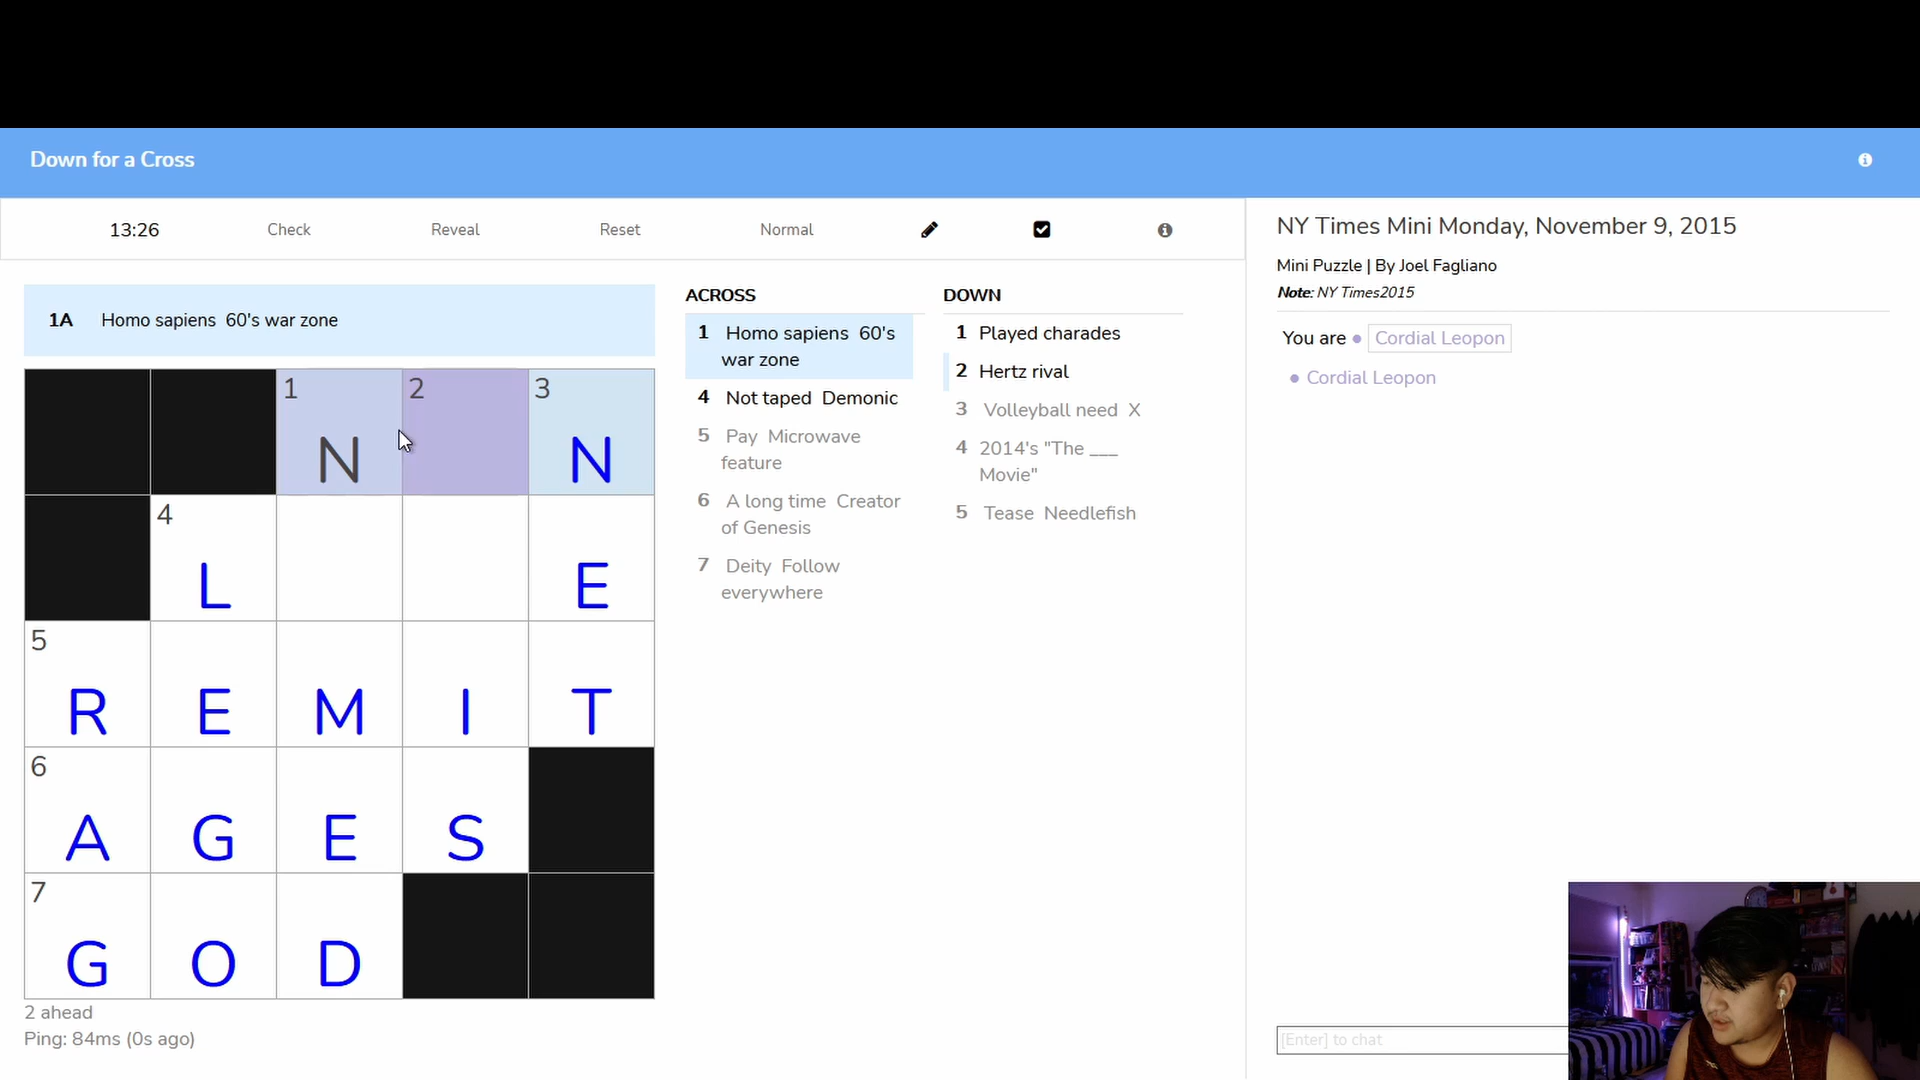 Down for a Cross
13:26 Check Reveal Reset Normal
1A Homo sapiens 60's war zone
1 2 3
N N
4
L E
5
R E M I T
6
A G E S
7
G O D
2 ahead
Ping: 84ms (0s ago)
ACROSS
1 Homo sapiens 60's
war zone
4 Not taped Demonic
5 Pay Microwave
feature
6 A long time Creator
of Genesis
7 Deity Follow
everywhere
DOWN
1 Played charades
2 Hertz rival
3 Volleyball need X
4 2014's "The ___
Movie"
5 Tease Needlefish
NY Times Mini Monday, November 9, 2015
Mini Puzzle | By Joel Fagliano
Note: NY Times2015
You are • Cordial Leopon
• Cordial Leopon
[Enter] to chat